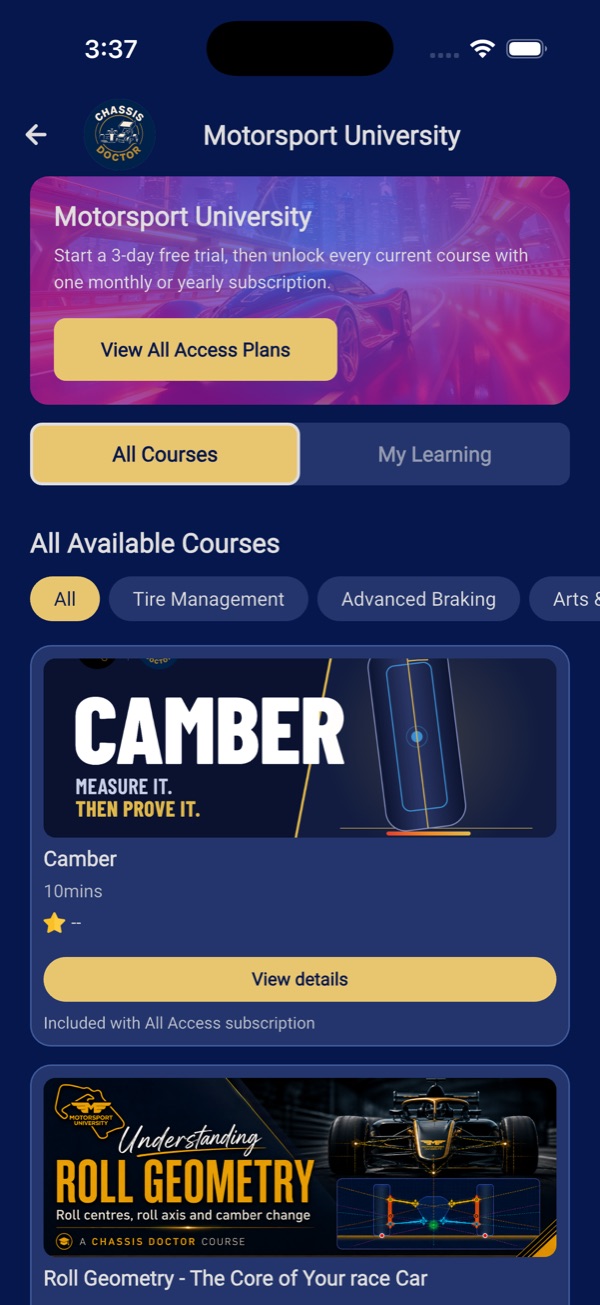 3:37
CHASSIS
DOCTOR
Motorsport University
Motorsport University
Start a 3-day free trial, then unlock every current course with
one monthly or yearly subscription.
View All Access Plans
All Courses
My Learning
All Available Courses
All
Tire Management
Advanced Braking
Arts &
CAMBER
MEASURE IT.
THEN PROVE IT.
Camber
10mins
--
View details
Included with All Access subscription
MOTORSPORT
UNIVERSITY
Understanding
ROLL GEOMETRY
Roll centres, roll axis and camber change
A CHASSIS DOCTOR COURSE
Roll Geometry - The Core of Your race Car